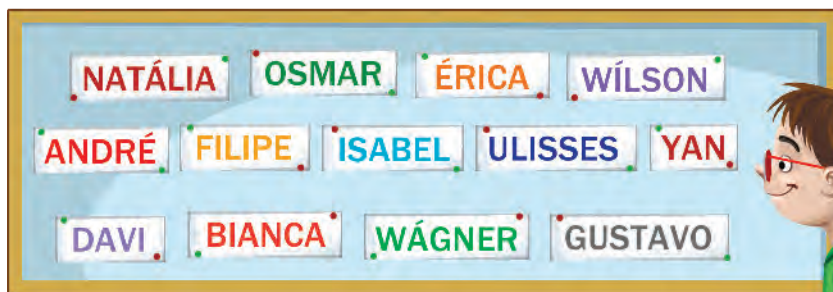 NATÁLIA OSMAR ÉRICA WÍLSON
ANDRÉ FILIPE ISABEL ULISSES YAN
DAVI BIANCA WÁGNER GUSTAVO